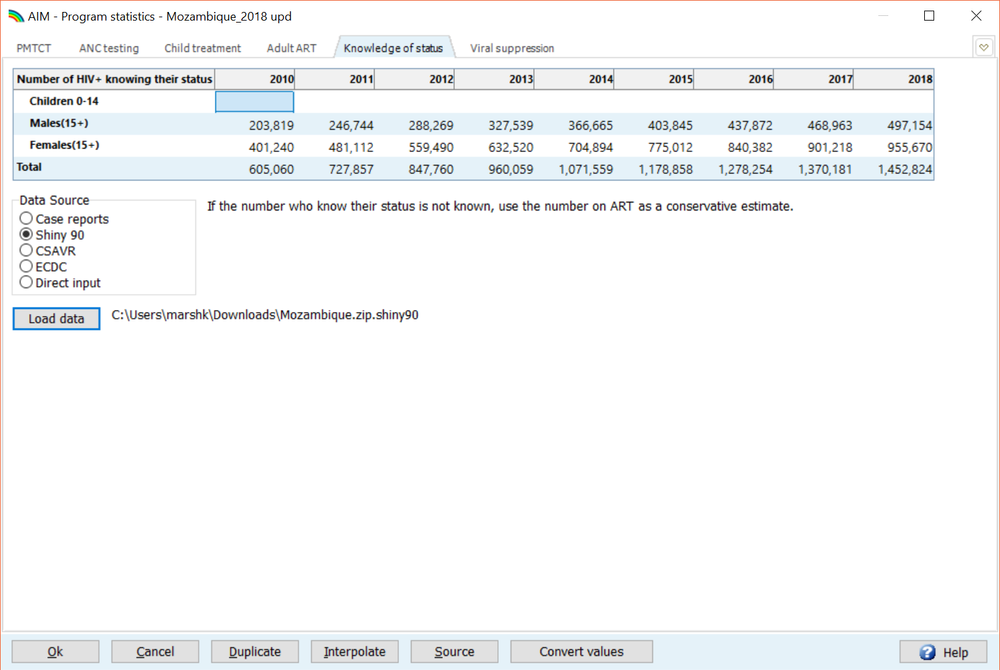 AIM - Program statistics - Mozambique_2018 upd
PMTCT ANC testing Child treatment Adult ART Knowledge of status Viral suppression
Number of HIV+ knowing their status 2010 2011 2012 2013 2014 2015 2016 2017 2018
Children 0-14
Males(15+) 203,819 246,744 288,269 327,539 366,665 403,845 437,872 468,963 497,154
Females(15+) 401,240 481,112 559,490 632,520 704,894 775,012 840,382 901,218 955,670
Total 605,060 727,857 847,760 960,059 1,071,559 1,178,858 1,278,254 1,370,181 1,452,824
Data Source
If the number who know their status is not known, use the number on ART as a conservative estimate.
Case reports
Shiny 90
CSAVR
ECDC
Direct input
Load data C:\Users\marshk\Downloads\Mozambique.zip.shiny90
Ok Cancel Duplicate Interpolate Source Convert values Help